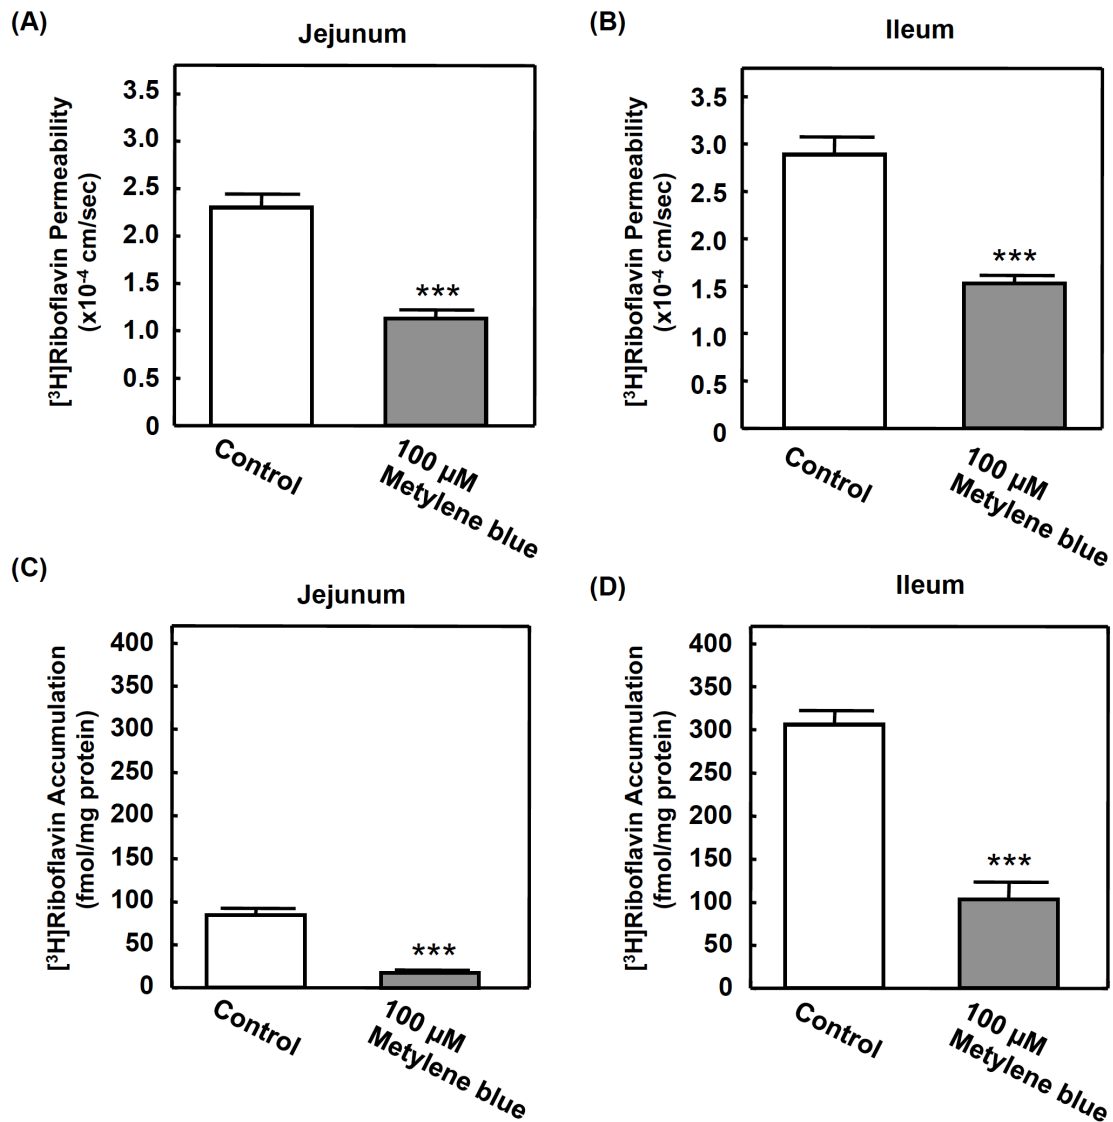 (A)
Jejunum
[³H]Riboflavin Permeability
(x10⁻⁴ cm/sec)
3.5
3.0
2.5
2.0
1.5
1.0
0.5
0
***
Control
100 µM
Metylene blue
(B)
Ileum
[³H]Riboflavin Permeability
(x10⁻⁴ cm/sec)
3.5
3.0
2.5
2.0
1.5
1.0
0.5
0
***
Control
100 µM
Metylene blue
(C)
Jejunum
[³H]Riboflavin Accumulation
(fmol/mg protein)
400
350
300
250
200
150
100
50
0
***
Control
100 µM
Metylene blue
(D)
Ileum
[³H]Riboflavin Accumulation
(fmol/mg protein)
400
350
300
250
200
150
100
50
0
***
Control
100 µM
Metylene blue